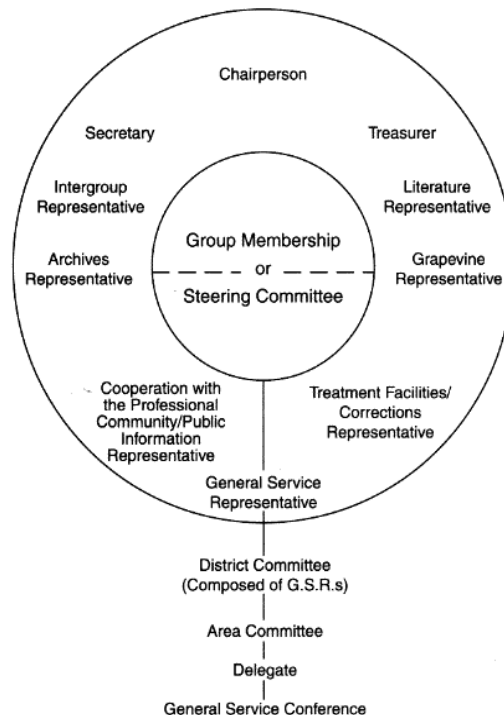 Chairperson
Secretary
Treasurer
Intergroup
Representative
Literature
Representative
Archives
Representative
Grapevine
Representative
Group Membership
or
Steering Committee
Cooperation with
the Professional
Community/Public
Information
Representative
Treatment Facilities/
Corrections
Representative
General Service
Representative
District Committee
(Composed of G.S.R.s)
Area Committee
Delegate
General Service Conference